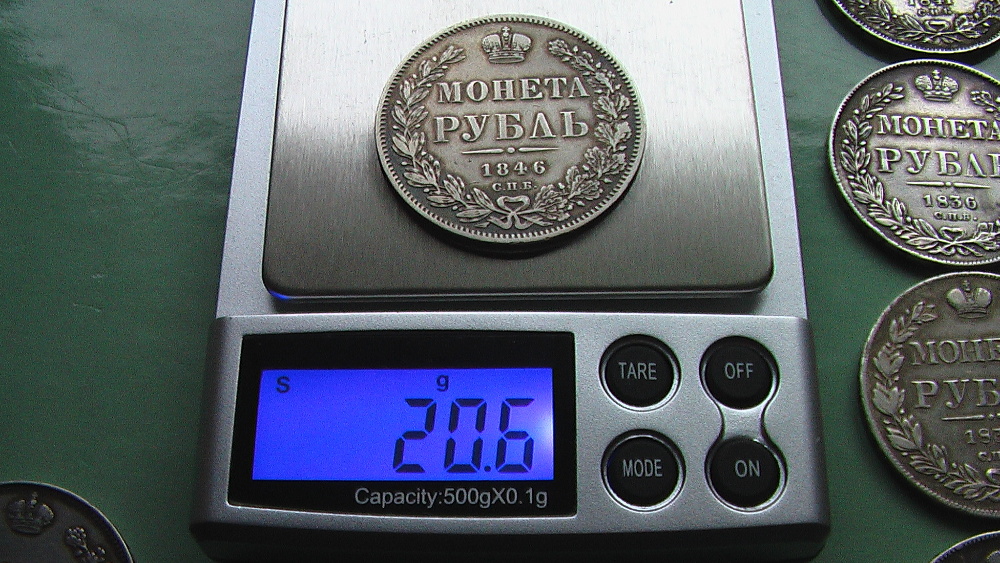 МОНЕТА
РУБЛЬ
1846
С.П.Б.
МОНЕТА
РУБЛЬ
1836
С.П.Б.
S g
20.6
Capacity:500gX0.1g
TARE
OFF
MODE
ON